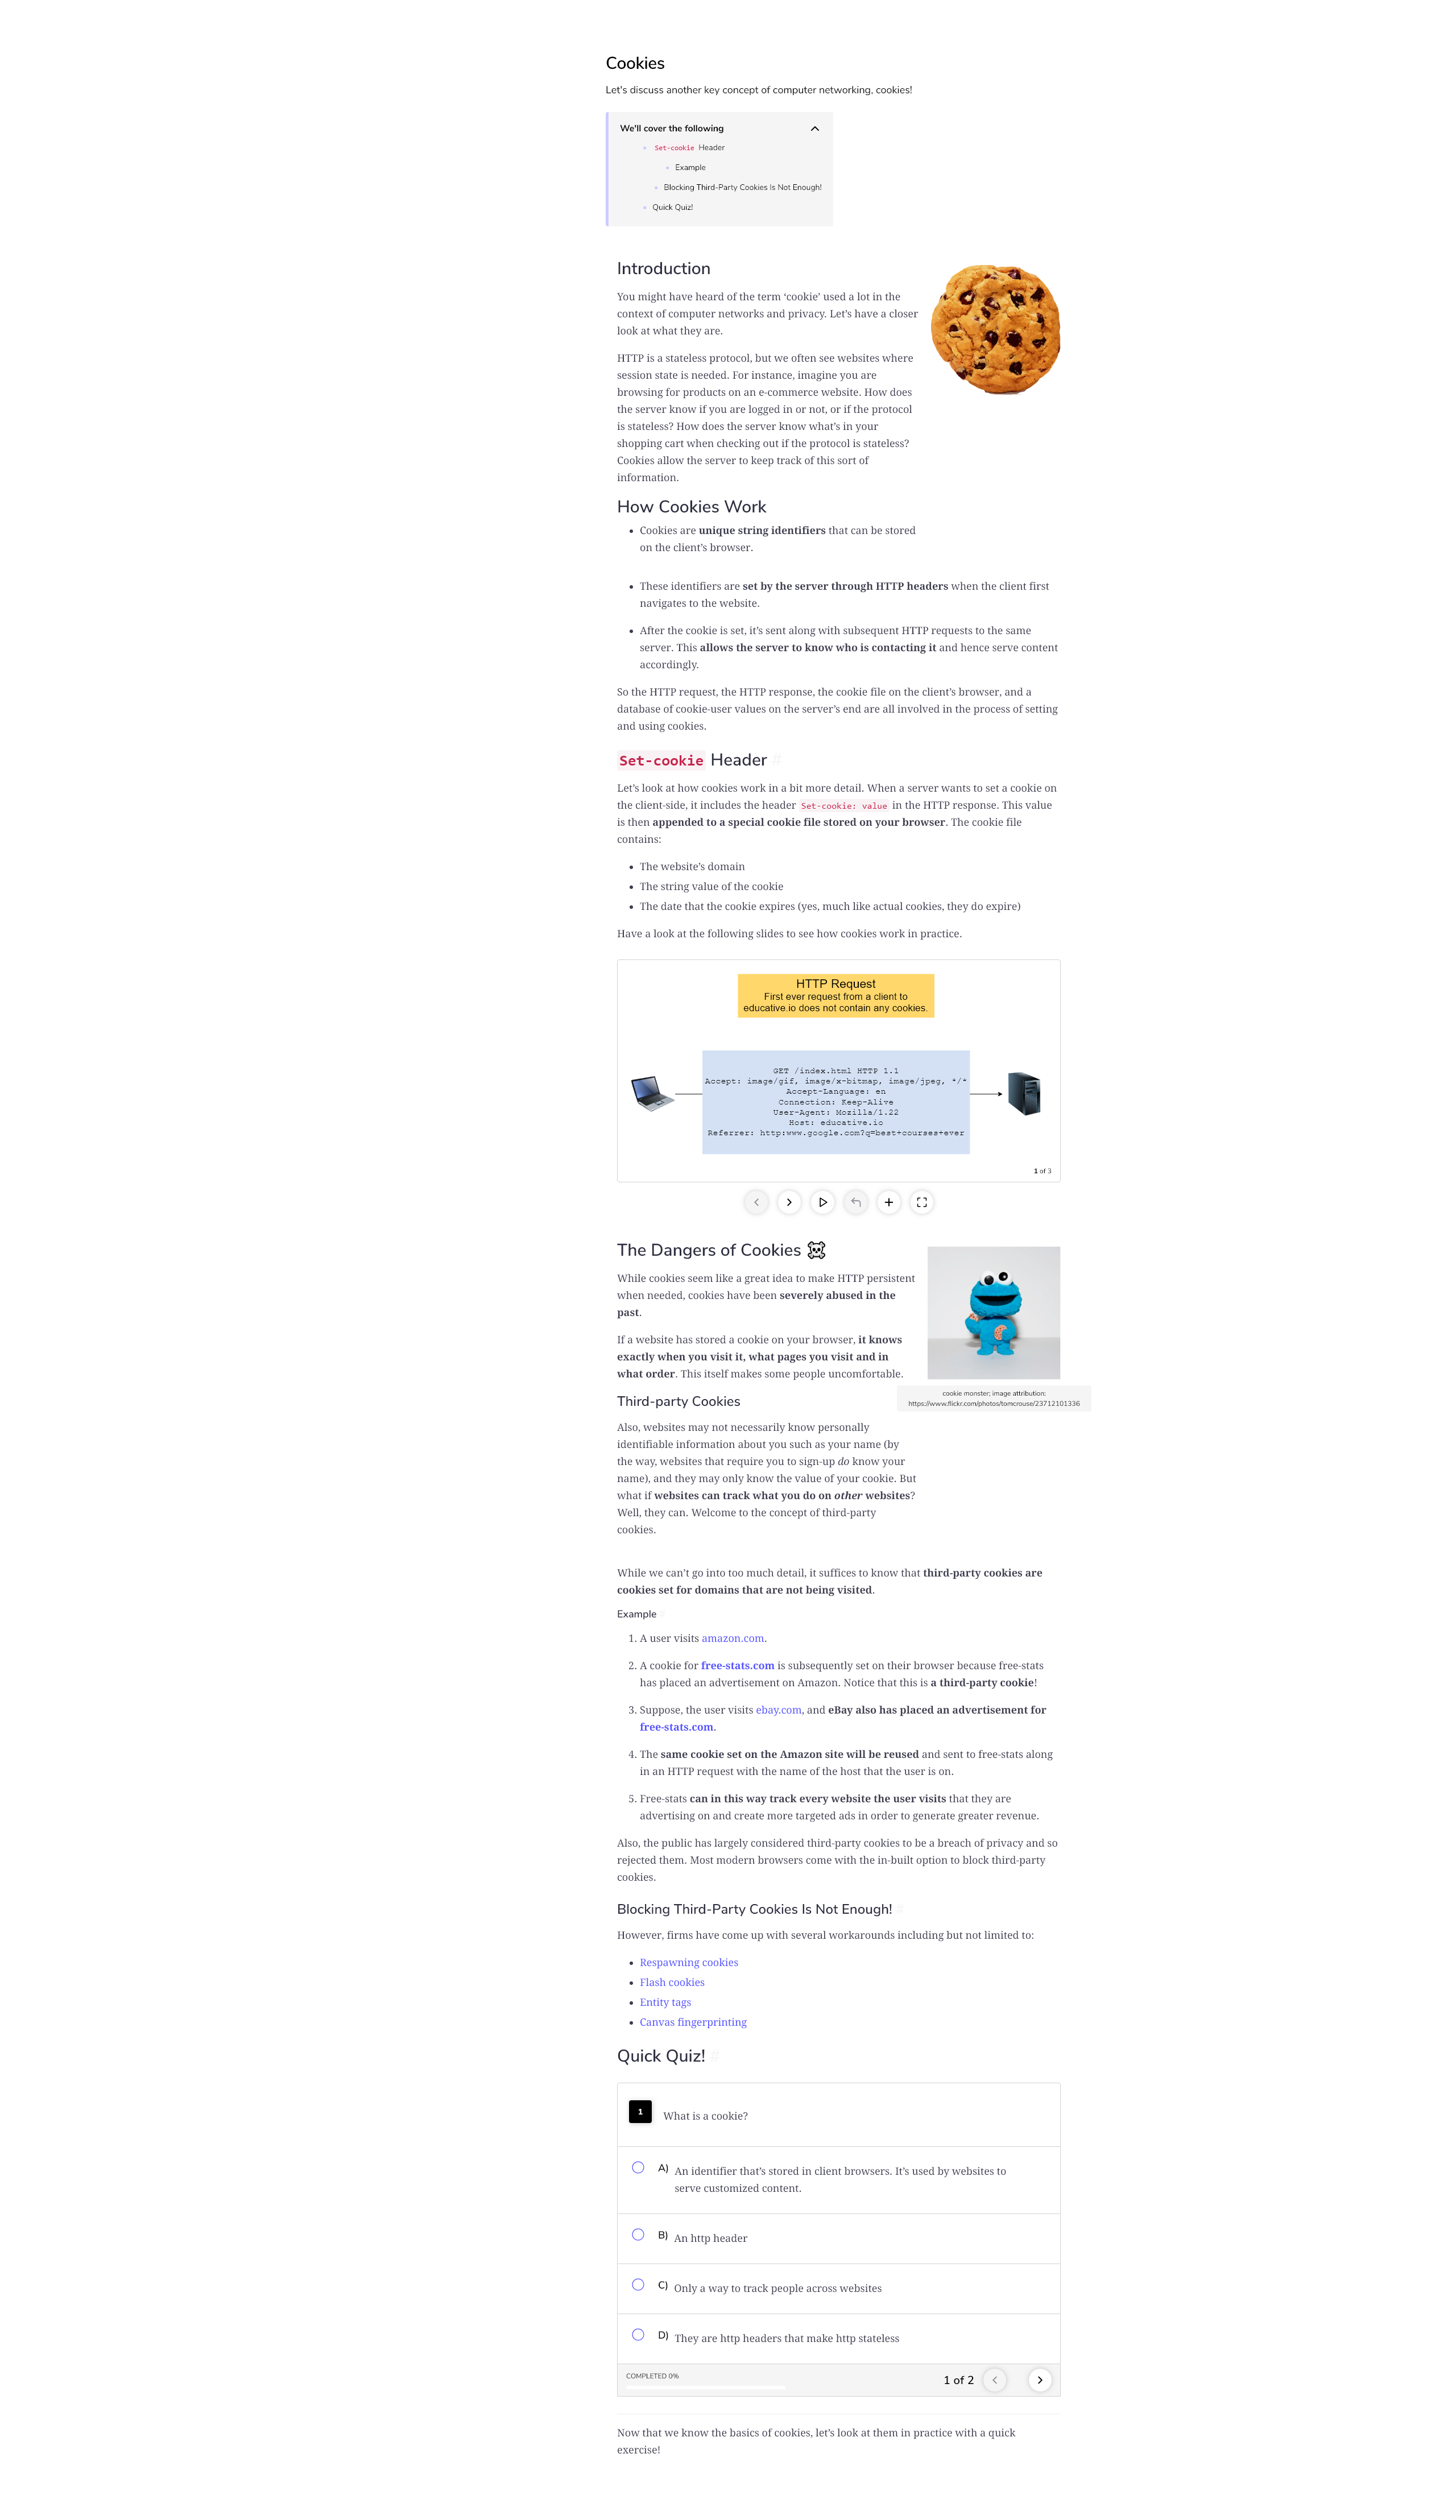 Cookies
Let's discuss another key concept of computer networking, cookies!
We'll cover the following
Set-cookie Header
Example
Blocking Third-Party Cookies Is Not Enough!
Quick Quiz!
Introduction
You might have heard of the term ‘cookie’ used a lot in the
context of computer networks and privacy. Let’s have a closer
look at what they are.
HTTP is a stateless protocol, but we often see websites where
session state is needed. For instance, imagine you are
browsing for products on an e-commerce website. How does
the server know if you are logged in or not, or if the protocol
is stateless? How does the server know what’s in your
shopping cart when checking out if the protocol is stateless?
Cookies allow the server to keep track of this sort of
information.
How Cookies Work
Cookies are unique string identifiers that can be stored
on the client’s browser.
These identifiers are set by the server through HTTP headers when the client first
navigates to the website.
After the cookie is set, it’s sent along with subsequent HTTP requests to the same
server. This allows the server to know who is contacting it and hence serve content
accordingly.
So the HTTP request, the HTTP response, the cookie file on the client’s browser, and a
database of cookie-user values on the server’s end are all involved in the process of setting
and using cookies.
Set-cookie Header #
Let’s look at how cookies work in a bit more detail. When a server wants to set a cookie on
the client-side, it includes the header Set-cookie: value in the HTTP response. This value
is then appended to a special cookie file stored on your browser. The cookie file
contains:
The website’s domain
The string value of the cookie
The date that the cookie expires (yes, much like actual cookies, they do expire)
Have a look at the following slides to see how cookies work in practice.
HTTP Request
First ever request from a client to
educative.io does not contain any cookies.
GET /index.html HTTP 1.1
Accept: image/gif, image/x-bitmap, image/jpeg, */*
Accept-Language: en
Connection: Keep-Alive
User-Agent: Mozilla/1.22
Host: educative.io
Referrer: http:www.google.com?q=best+courses+ever
1 of 3
The Dangers of Cookies
While cookies seem like a great idea to make HTTP persistent
when needed, cookies have been severely abused in the
past.
If a website has stored a cookie on your browser, it knows
exactly when you visit it, what pages you visit and in
what order. This itself makes some people uncomfortable.
cookie monster; image attribution:
https://www.flickr.com/photos/tomcrouse/23712101336
Third-party Cookies
Also, websites may not necessarily know personally
identifiable information about you such as your name (by
the way, websites that require you to sign-up do know your
name), and they may only know the value of your cookie. But
what if websites can track what you do on other websites?
Well, they can. Welcome to the concept of third-party
cookies.
While we can’t go into too much detail, it suffices to know that third-party cookies are
cookies set for domains that are not being visited.
Example #
1. A user visits amazon.com.
2. A cookie for free-stats.com is subsequently set on their browser because free-stats
has placed an advertisement on Amazon. Notice that this is a third-party cookie!
3. Suppose, the user visits ebay.com, and eBay also has placed an advertisement for
free-stats.com.
4. The same cookie set on the Amazon site will be reused and sent to free-stats along
in an HTTP request with the name of the host that the user is on.
5. Free-stats can in this way track every website the user visits that they are
advertising on and create more targeted ads in order to generate greater revenue.
Also, the public has largely considered third-party cookies to be a breach of privacy and so
rejected them. Most modern browsers come with the in-built option to block third-party
cookies.
Blocking Third-Party Cookies Is Not Enough! #
However, firms have come up with several workarounds including but not limited to:
Respawning cookies
Flash cookies
Entity tags
Canvas fingerprinting
Quick Quiz! #
1
What is a cookie?
A) An identifier that’s stored in client browsers. It’s used by websites to
serve customized content.
B) An http header
C) Only a way to track people across websites
D) They are http headers that make http stateless
COMPLETED 0%
1 of 2
Now that we know the basics of cookies, let’s look at them in practice with a quick
exercise!